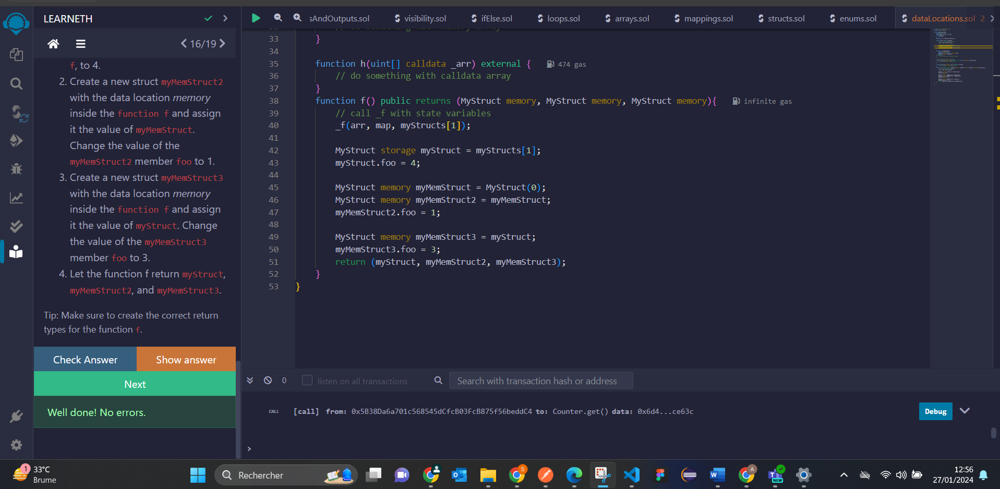 LEARNETH
16/19
f, to 4.
2. Create a new struct myMemStruct2
with the data location memory
inside the function f and assign
it the value of myMemStruct.
Change the value of the
myMemStruct2 member foo to 1.
3. Create a new struct myMemStruct3
with the data location memory
inside the function f and assign
it the value of myStruct. Change
the value of the myMemStruct3
member foo to 3.
4. Let the function f return myStruct,
myMemStruct2, and myMemStruct3.
Tip: Make sure to create the correct return
types for the function f.
Check Answer
Show answer
Next
Well done! No errors.
sAndOutputs.sol
visibility.sol
ifElse.sol
loops.sol
arrays.sol
mappings.sol
structs.sol
enums.sol
dataLocations.sol 2
33 }
34
35 function h(uint[] calldata _arr) external { 474 gas
36 // do something with calldata array
37 }
38 function f() public returns (MyStruct memory, MyStruct memory, MyStruct memory){ infinite gas
39 // call _f with state variables
40 _f(arr, map, myStructs[1]);
41
42 MyStruct storage myStruct = myStructs[1];
43 myStruct.foo = 4;
44
45 MyStruct memory myMemStruct = MyStruct(0);
46 MyStruct memory myMemStruct2 = myMemStruct;
47 myMemStruct2.foo = 1;
48
49 MyStruct memory myMemStruct3 = myStruct;
50 myMemStruct3.foo = 3;
51 return (myStruct, myMemStruct2, myMemStruct3);
52 }
53 }
0
listen on all transactions
Search with transaction hash or address
CALL [call] from: 0x5B38Da6a701c568545dCfcB03FcB875f56beddC4 to: Counter.get() data: 0x6d4...ce63c
Debug
>
1
33°C
Brume
Rechercher
S
A
NEW
12:56
27/01/2024